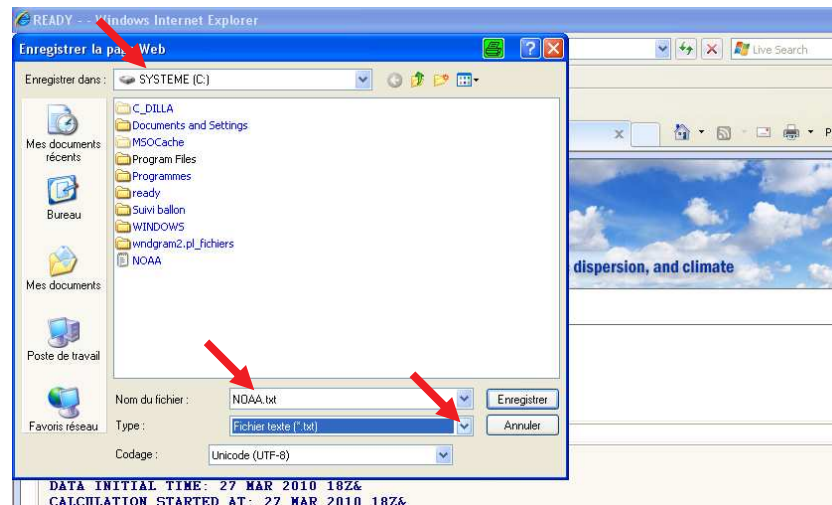 READY - - Windows Internet Explorer
Enregistrer la page Web
Live Search
Enregistrer dans :
SYSTEME (C:)
C_DILLA
Documents and Settings
MSOCache
Program Files
Programmes
ready
Suivi ballon
WINDOWS
wndgram2.pl_fichiers
NOAA
Mes documents
récents
Bureau
Mes documents
Poste de travail
Favoris réseau
P
dispersion, and climate
Nom du fichier :
NOAA.txt
Enregistrer
Type :
Fichier texte (*.txt)
Annuler
Codage :
Unicode (UTF-8)
DATA INITIAL TIME: 27 MAR 2010 18Z&
CALCULATION STARTED AT: 27 MAR 2010 18Z&